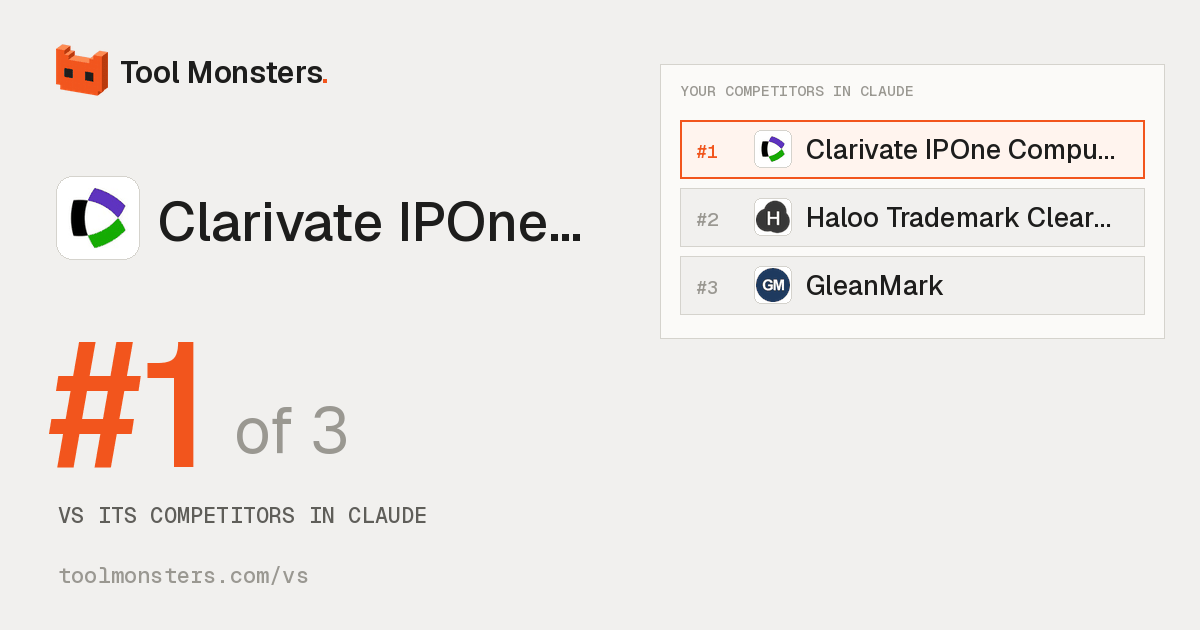 Tool Monsters.
Clarivate IPOne...
#1 of 3
VS ITS COMPETITORS IN CLAUDE
toolmonsters.com/vs
YOUR COMPETITORS IN CLAUDE
#1 Clarivate IPOne Compu...
#2 H Haloo Trademark Clear...
#3 GM GleanMark